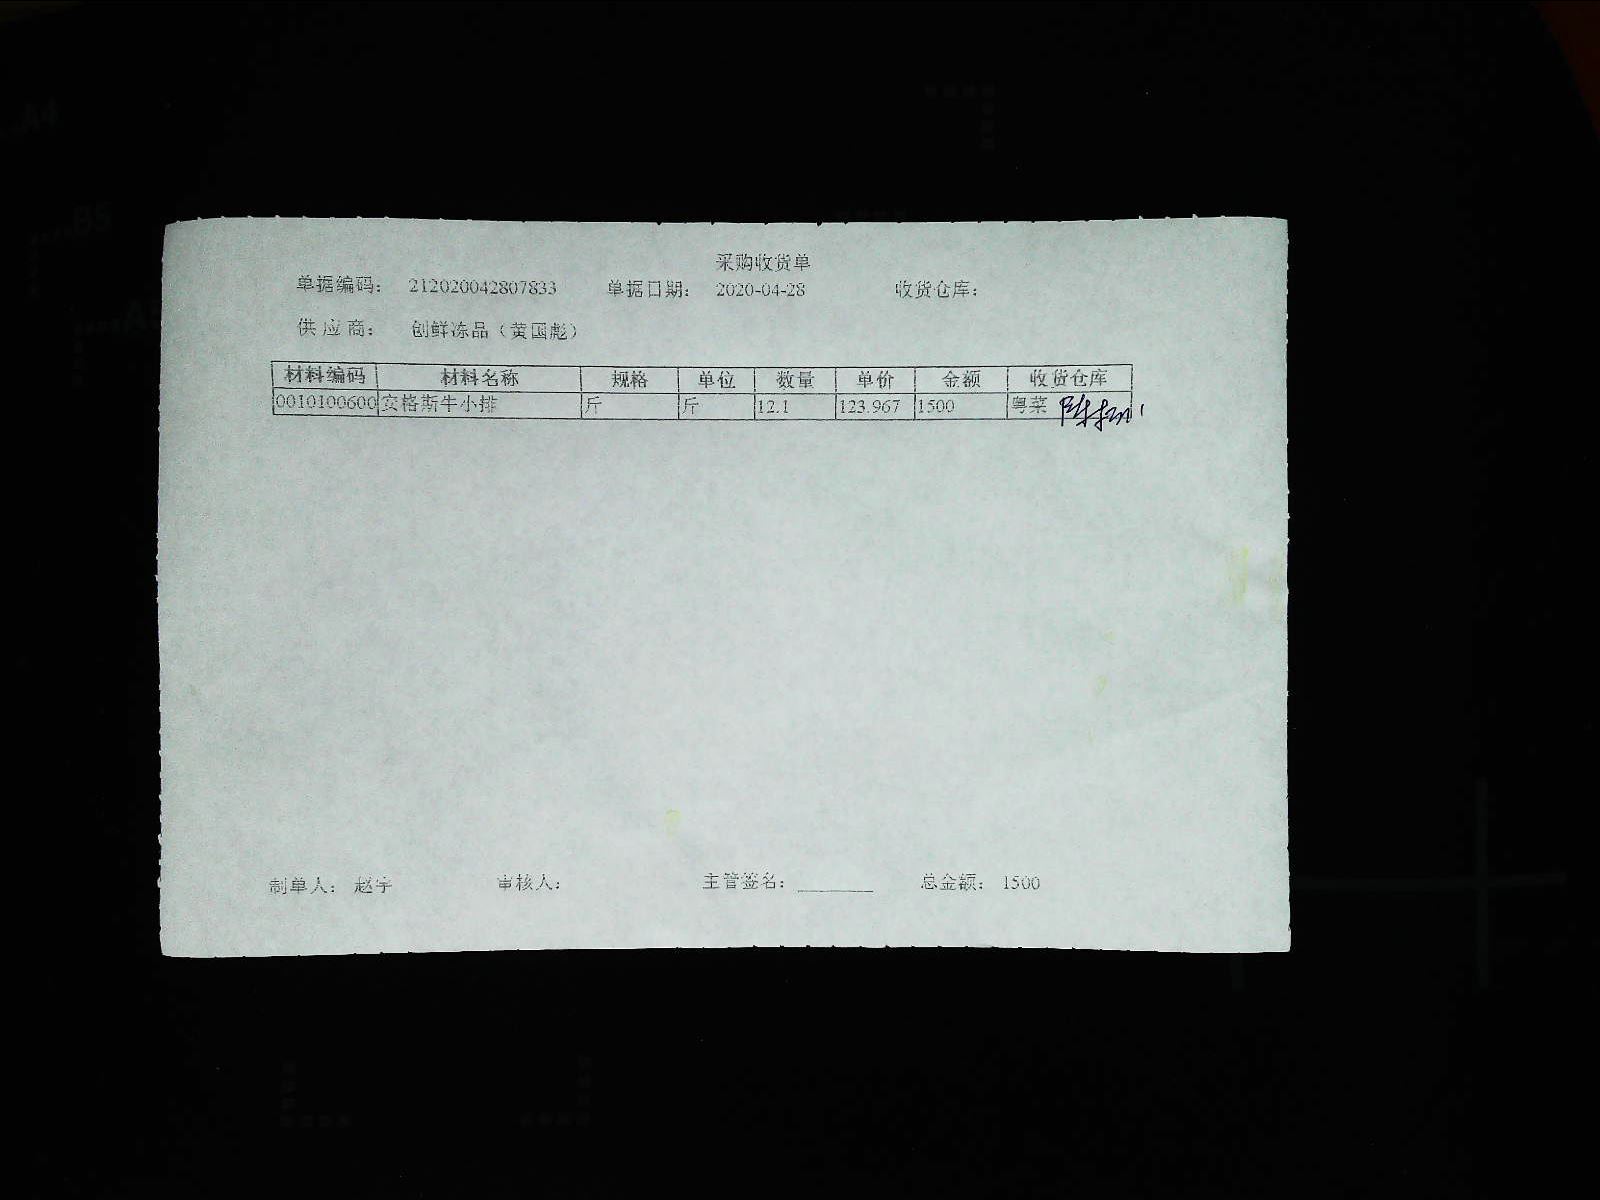 采购收货单
单据编码： 212020042807833 单据日期： 2020-04-28 收货仓库：
供应商： 创鲜冻品（黄国彪）
材料编码 材料名称 规格 单位 数量 单价 金额 收货仓库
0010100600 安格斯牛小排 斤 斤 12.1 123.967 1500 粤菜
制单人： 赵宇 审核人： 主管签名： 总金额： 1500